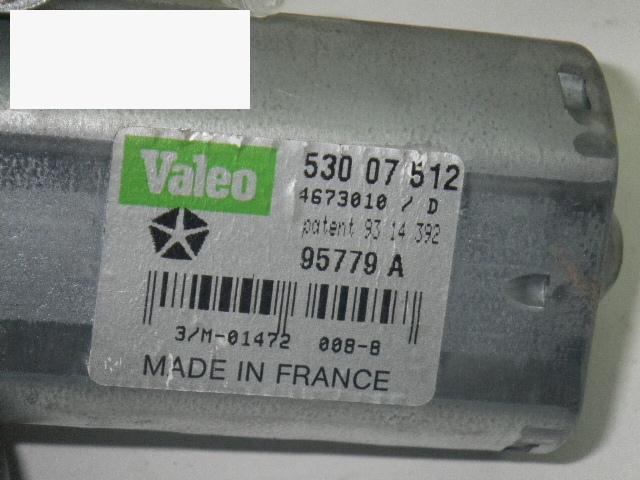 Valeo
530 07 512
4673010 / D
patent 93 14 392
95779 A
3/M-01472 008-8
MADE IN FRANCE